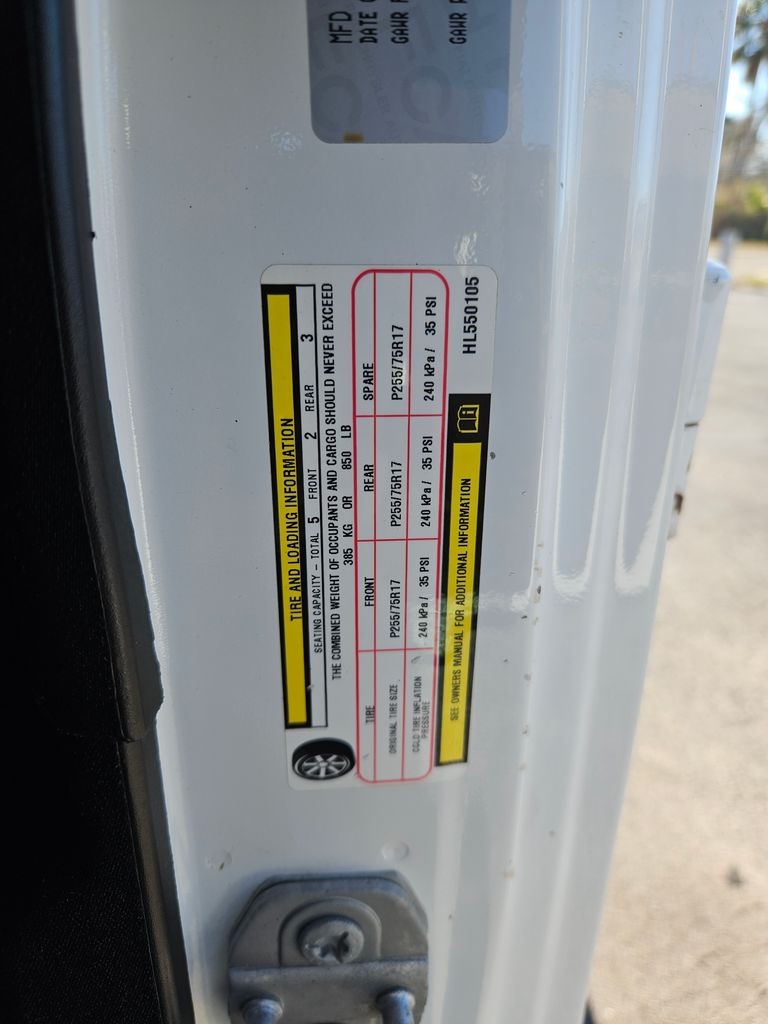 MFD
DATE O
GAWR F
GAWR R
TIRE AND LOADING INFORMATION
SEATING CAPACITY – TOTAL 5 FRONT 2 REAR 3
THE COMBINED WEIGHT OF OCCUPANTS AND CARGO SHOULD NEVER EXCEED
385 KG OR 850 LB
TIRE FRONT REAR SPARE
ORIGINAL TIRE SIZE P255/75R17 P255/75R17 P255/75R17
COLD TIRE INFLATION PRESSURE 240 kPa / 35 PSI 240 kPa / 35 PSI 240 kPa / 35 PSI
SEE OWNERS MANUAL FOR ADDITIONAL INFORMATION
HL550105